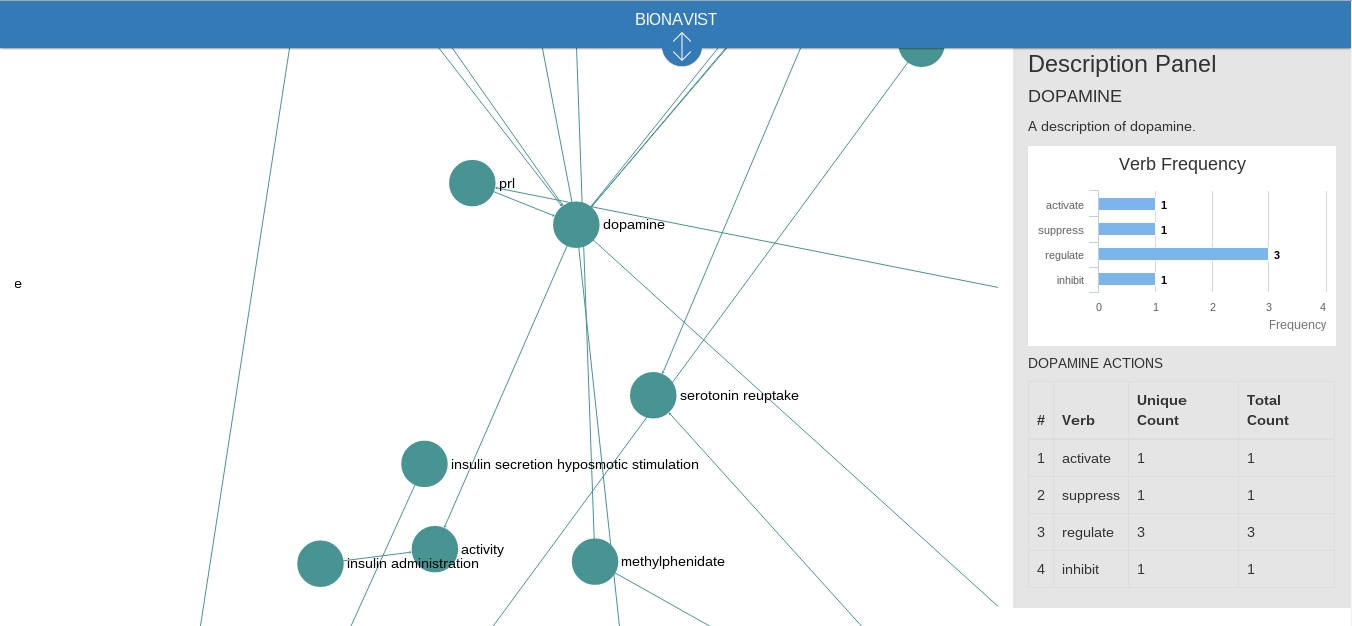 BIONAVIST
prl
dopamine
e
serotonin reuptake
insulin secretion hyposmotic stimulation
activity
insulin administration
methylphenidate
Description Panel
DOPAMINE
A description of dopamine.
Verb Frequency
activate 1
suppress 1
regulate 3
inhibit 1
0 1 2 3 4
Frequency
DOPAMINE ACTIONS
# Verb Unique Count Total Count
1 activate 1 1
2 suppress 1 1
3 regulate 3 3
4 inhibit 1 1